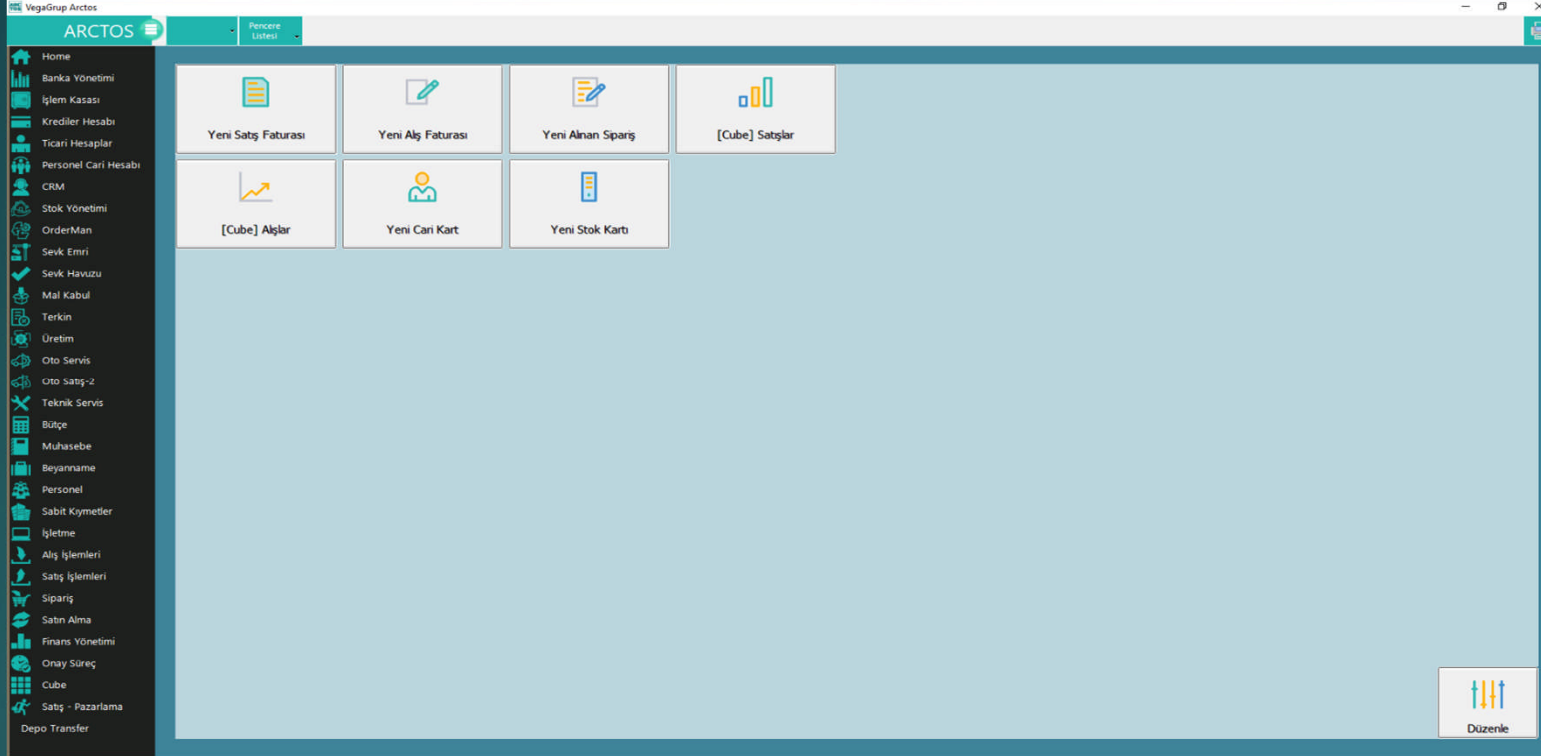 VegaGrup Arctos
ARCTOS
Pencere
Listesi
Home
Banka Yönetimi
İşlem Kasası
Krediler Hesabı
Ticari Hesaplar
Personel Cari Hesabı
CRM
Stok Yönetimi
OrderMan
Sevk Emri
Sevk Havuzu
Mal Kabul
Terkin
Üretim
Oto Servis
Oto Satış-2
Teknik Servis
Bütçe
Muhasebe
Beyanname
Personel
Sabit Kıymetler
İşletme
Alış İşlemleri
Satış İşlemleri
Sipariş
Satın Alma
Finans Yönetimi
Onay Süreç
Cube
Satış - Pazarlama
Depo Transfer
Yeni Satış Faturası
Yeni Alış Faturası
Yeni Alınan Sipariş
[Cube] Satışlar
[Cube] Alışlar
Yeni Cari Kart
Yeni Stok Kartı
Düzenle